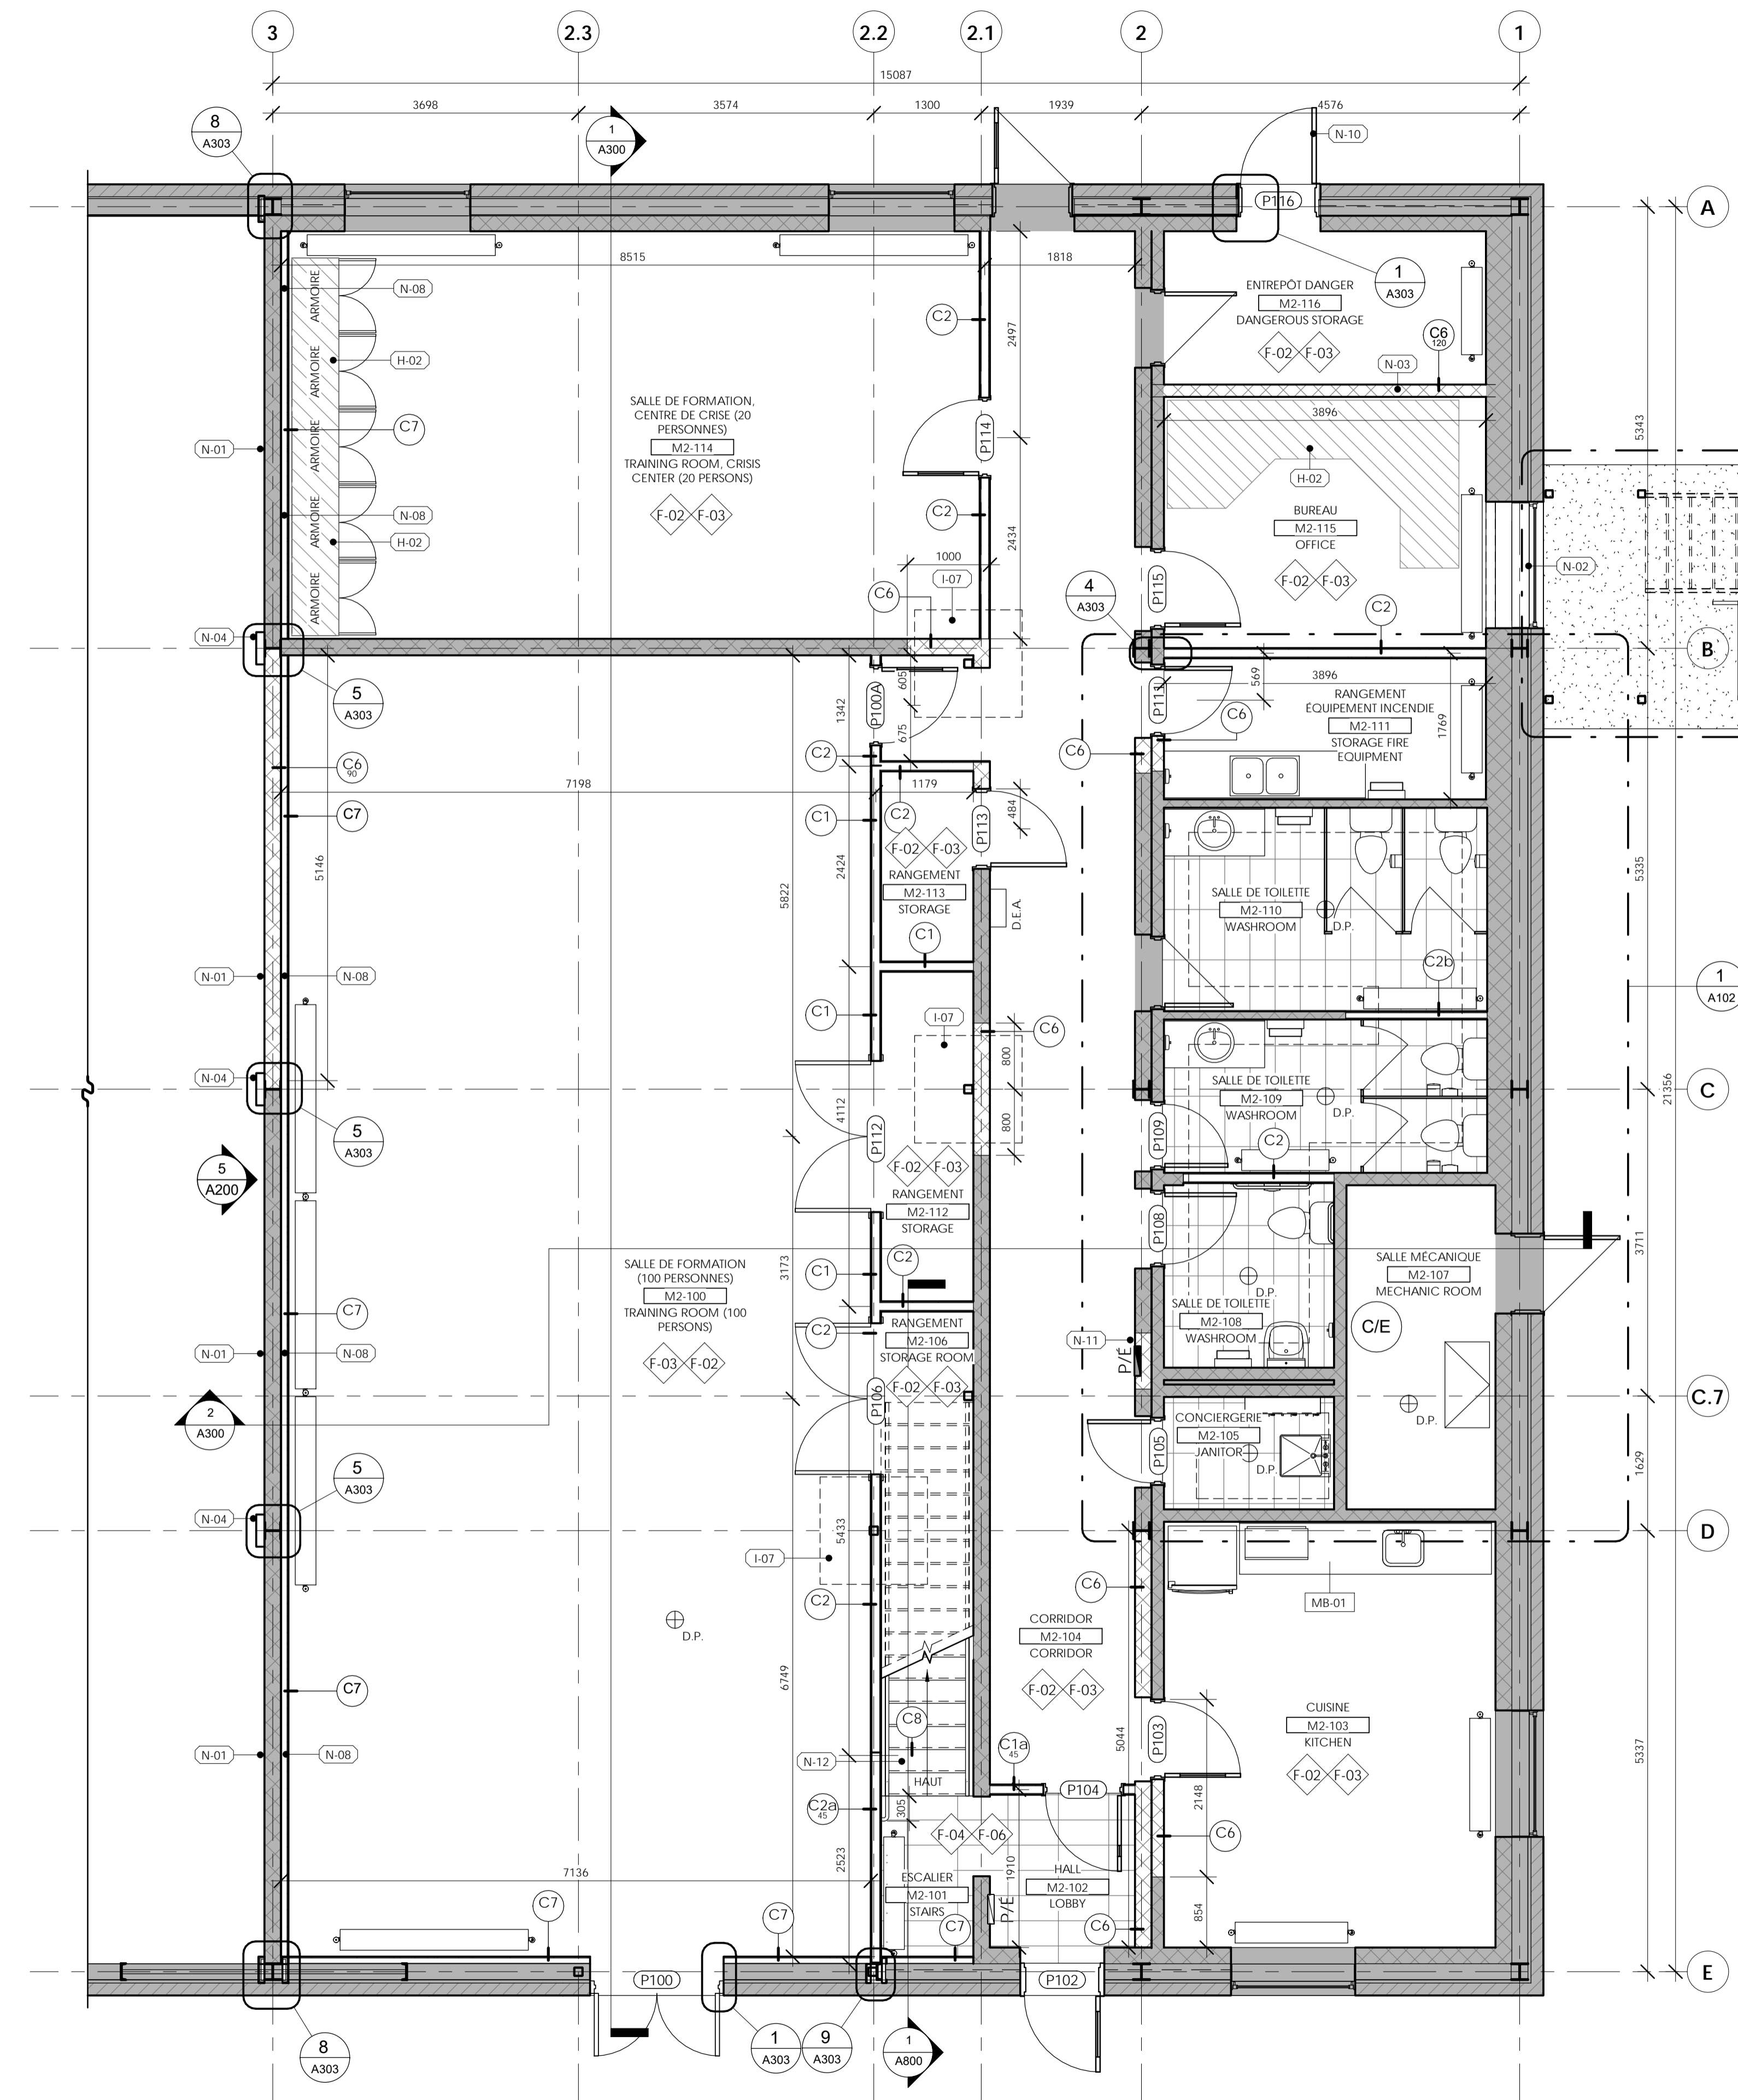 3
2.3
2.2
2.1
2
1
15087
3698
3574
1300
1939
4576
8
A303
1
A300
N-10
P116
A
8515
1818
ARMOIRE
ARMOIRE
ARMOIRE
ARMOIRE
ARMOIRE
N-08
H-02
C7
N-01
N-08
H-02
N-04
C2
2497
SALLE DE FORMATION,
CENTRE DE CRISE (20
PERSONNES)
M2-114
TRAINING ROOM, CRISIS
CENTER (20 PERSONS)
F-02
F-03
P114
C2
2434
1000
I-07
C6
ENTREPÔT DANGER
M2-116
DANGEROUS STORAGE
F-02
F-03
1
A303
C6
120
N-03
3896
H-02
BUREAU
M2-115
OFFICE
F-02
F-03
P115
4
A303
C2
N-02
5343
B
5
A303
605
P100A
1342
675
C2
1179
C2
7198
C6
90
C7
C1
F-02
F-03
RANGEMENT
M2-113
STORAGE
P113
484
D.E.A.
C1
2424
5822
5146
569
3896
P111
C6
C6
RANGEMENT
ÉQUIPEMENT INCENDIE
M2-111
STORAGE FIRE
EQUIPMENT
1769
SALLE DE TOILETTE
M2-110
WASHROOM
D.P.
C2b
5335
1
A102
N-01
N-08
C1
I-07
C6
800
800
N-04
C
21356
5
A303
5
A200
4112
P112
F-02
F-03
RANGEMENT
M2-112
STORAGE
C2
C1
3173
SALLE DE TOILETTE
M2-109
WASHROOM
D.P.
C2
P109
P108
SALLE DE FORMATION
(100 PERSONNES)
M2-100
TRAINING ROOM (100
PERSONS)
F-03
F-02
C7
N-01
N-08
C2
RANGEMENT
M2-106
STORAGE ROOM
F-02
F-03
P106
N-11
P/É
D.P.
SALLE DE TOILETTE
M2-108
WASHROOM
SALLE MÉCANIQUE
M2-107
MECHANIC ROOM
C/E
D.P.
3711
C.7
2
A300
5
A303
N-04
CONCIERGERIE
M2-105
JANITOR
D.P.
P105
1629
D
I-07
5433
C2
D.P.
C6
MB-01
CORRIDOR
M2-104
CORRIDOR
F-02
F-03
C7
6749
C8
N-01
N-08
N-12
HAUT
C2a
45
305
C1a
45
P104
5044
P103
CUISINE
M2-103
KITCHEN
F-02
F-03
2148
5337
C6
F-04
F-06
2523
7136
ESCALIER
M2-101
STAIRS
1910
HALL
M2-102
LOBBY
P/É
C6
854
C7
C7
C7
P100
P102
E
8
A303
1
A303
9
A303
1
A800